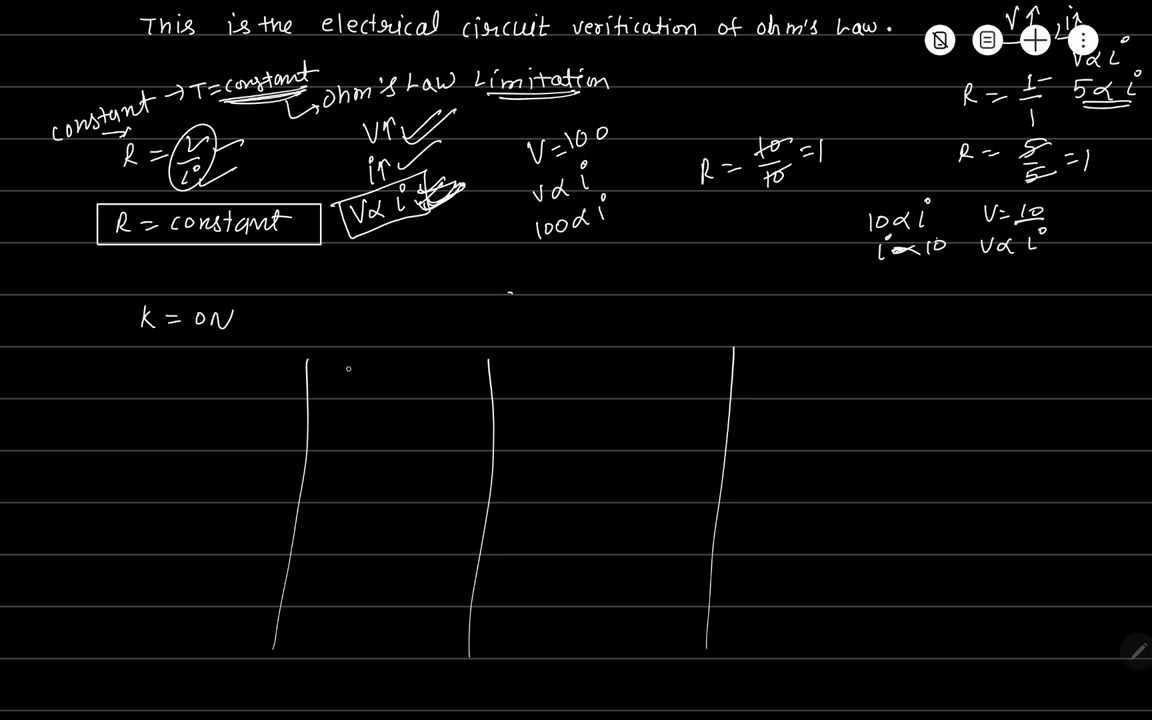 This is the electrical circuit verification of ohm's Law.
V↑, i↑
V∝i
constant → T = constant
Ohm's Law Limitation
R = 1/1
5∝i
R = V/i
V↑
i↑
V∝i
V=100
V∝i
100∝i
R = 10/10 = 1
R = 5/5 = 1
R = constant
10∝i
i∝10
V=10
V∝i
K = ON